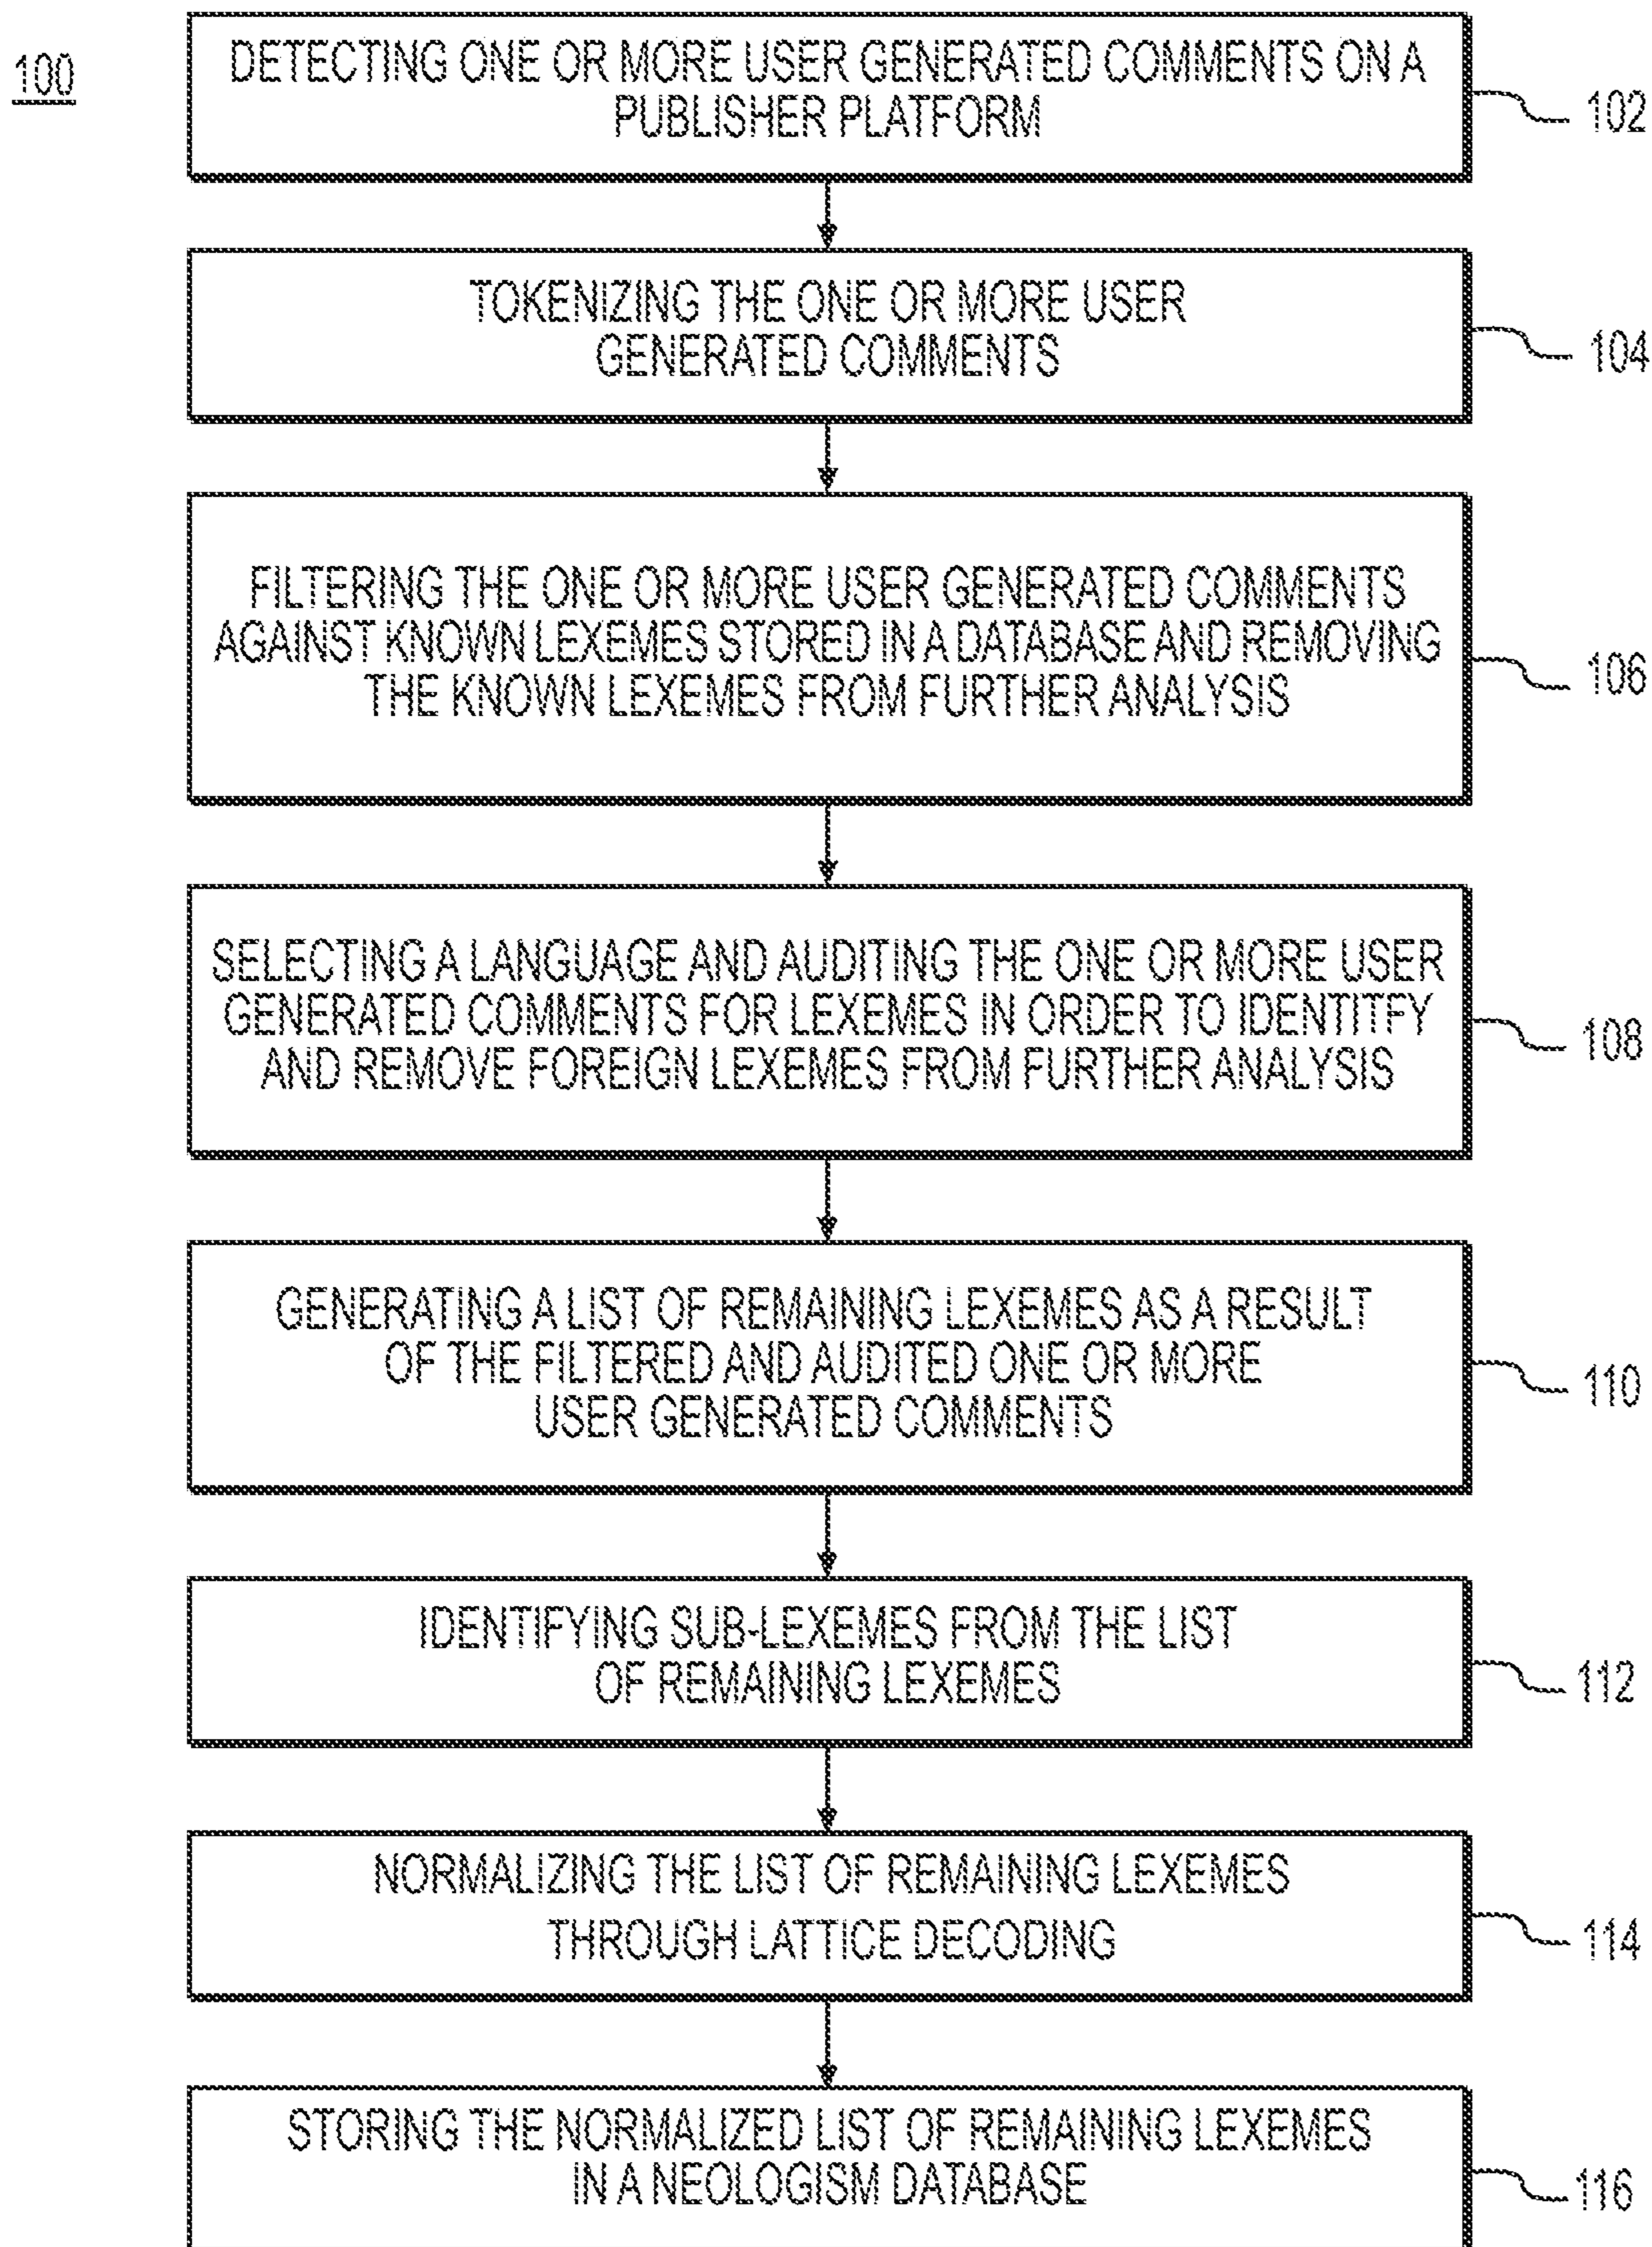 100
DETECTING ONE OR MORE USER GENERATED COMMENTS ON A
PUBLISHER PLATFORM
102
TOKENIZING THE ONE OR MORE USER
GENERATED COMMENTS
104
FILTERING THE ONE OR MORE USER GENERATED COMMENTS
AGAINST KNOWN LEXEMES STORED IN A DATABASE AND REMOVING
THE KNOWN LEXEMES FROM FURTHER ANALYSIS
106
SELECTING A LANGUAGE AND AUDITING THE ONE OR MORE USER
GENERATED COMMENTS FOR LEXEMES IN ORDER TO IDENTITFY
AND REMOVE FOREIGN LEXEMES FROM FURTHER ANALYSIS
108
GENERATING A LIST OF REMAINING LEXEMES AS A RESULT
OF THE FILTERED AND AUDITED ONE OR MORE
USER GENERATED COMMENTS
110
IDENTIFYING SUB-LEXEMES FROM THE LIST
OF REMAINING LEXEMES
112
NORMALIZING THE LIST OF REMAINING LEXEMES
THROUGH LATTICE DECODING
114
STORING THE NORMALIZED LIST OF REMAINING LEXEMES
IN A NEOLOGISM DATABASE
116